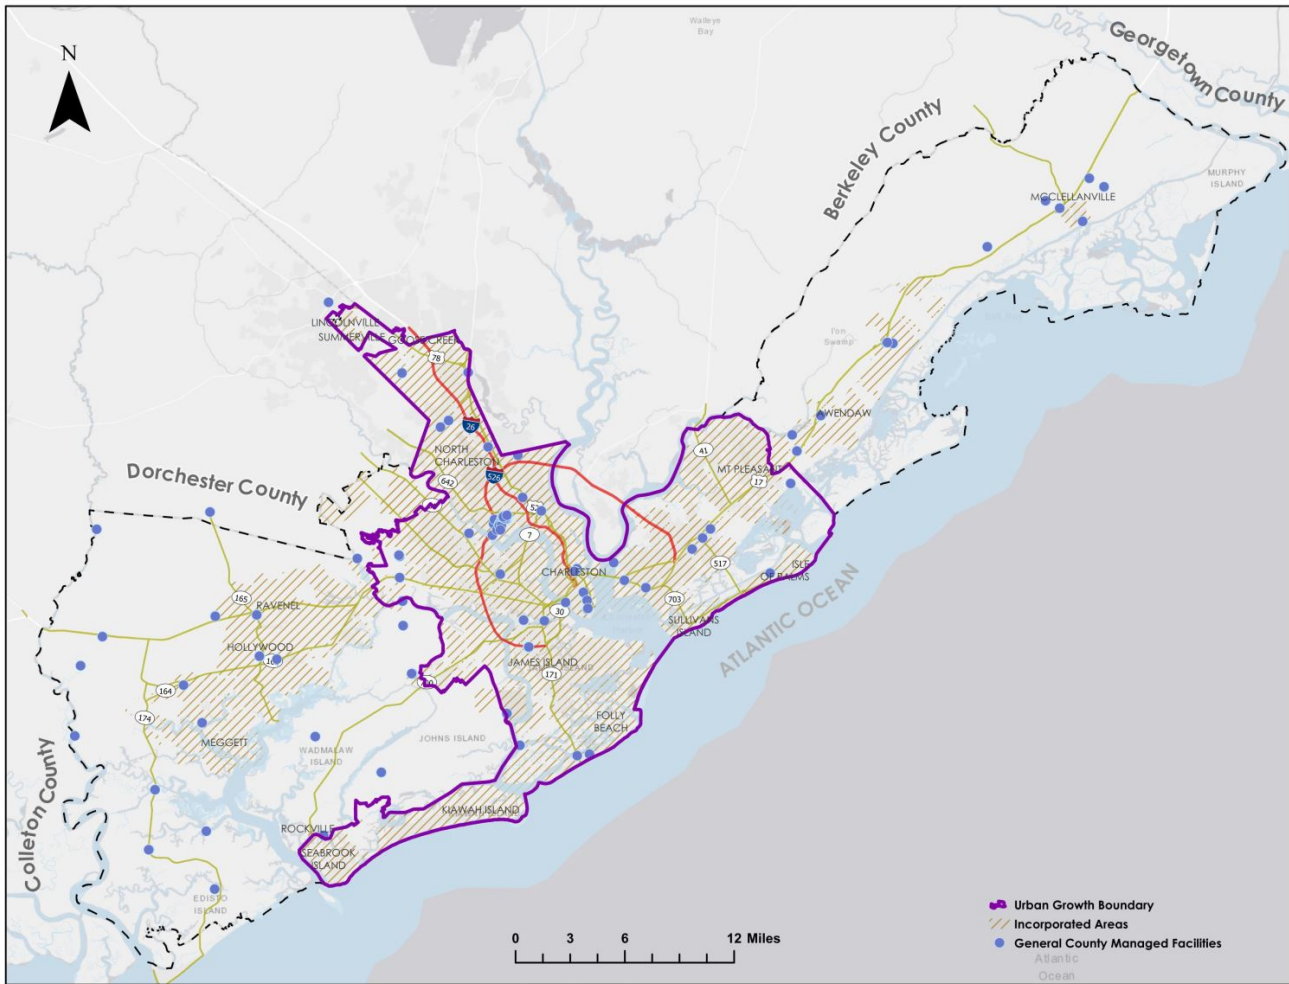 Walleye
Bay
Georgetown County
N
Berkeley County
MURPHY
ISLAND
MCCLELLANVILLE
LINCOLNVILLE
SUMMERVILLE
GOOSE CREEK
78
I'on
Swamp
AWENDAW
26
NORTH
CHARLESTON
41
MT PLEASANT
17
526
Dorchester County
642
52
7
517
CHARLESTON
ISLE
OF PALMS
165
RAVENEL
703
30
SULLIVANS
ISLAND
ATLANTIC OCEAN
HOLLYWOOD
JAMES ISLAND
171
164
174
FOLLY
BEACH
MEGGETT
WADMALAW
ISLAND
JOHNS ISLAND
Colleton County
KIAWAH ISLAND
ROCKVILLE
SEABROOK
ISLAND
EDISTO
ISLAND
Urban Growth Boundary
Incorporated Areas
General County Managed Facilities
0 3 6 12 Miles
Atlantic
Ocean